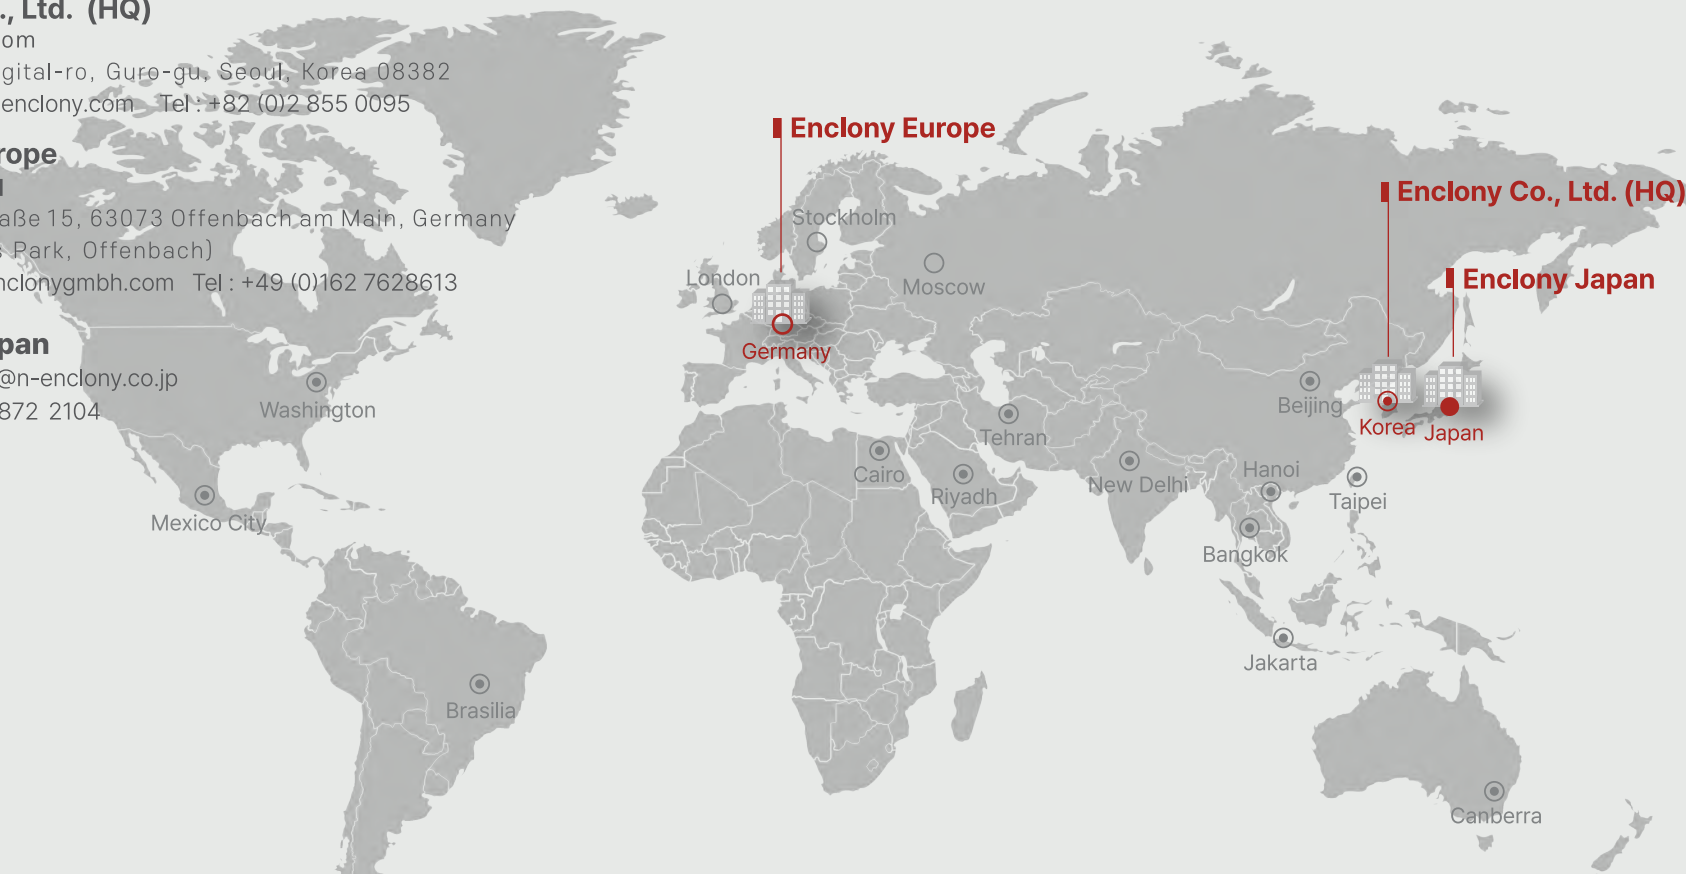 ., Ltd. (HQ)
om
gital-ro, Guro-gu, Seoul, Korea 08382
enclony.com Tel : +82 (0)2 855 0095
rope
aße 15, 63073 Offenbach am Main, Germany
s Park, Offenbach)
nclonygmbh.com Tel : +49 (0)162 7628613
pan
@n-enclony.co.jp
872 2104
Enclony Europe
Enclony Co., Ltd. (HQ)
Enclony Japan
Stockholm
London
Moscow
Germany
Washington
Beijing
Korea
Japan
Tehran
Cairo
Riyadh
New Delhi
Hanoi
Taipei
Mexico City
Bangkok
Jakarta
Brasilia
Canberra